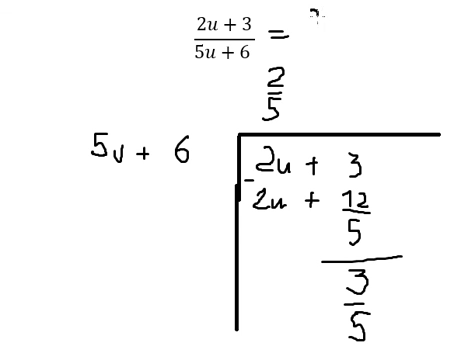 2u + 3
5u + 6
= ?
2
5
5u + 6
2u + 3
- 2u + 12
5
3
5